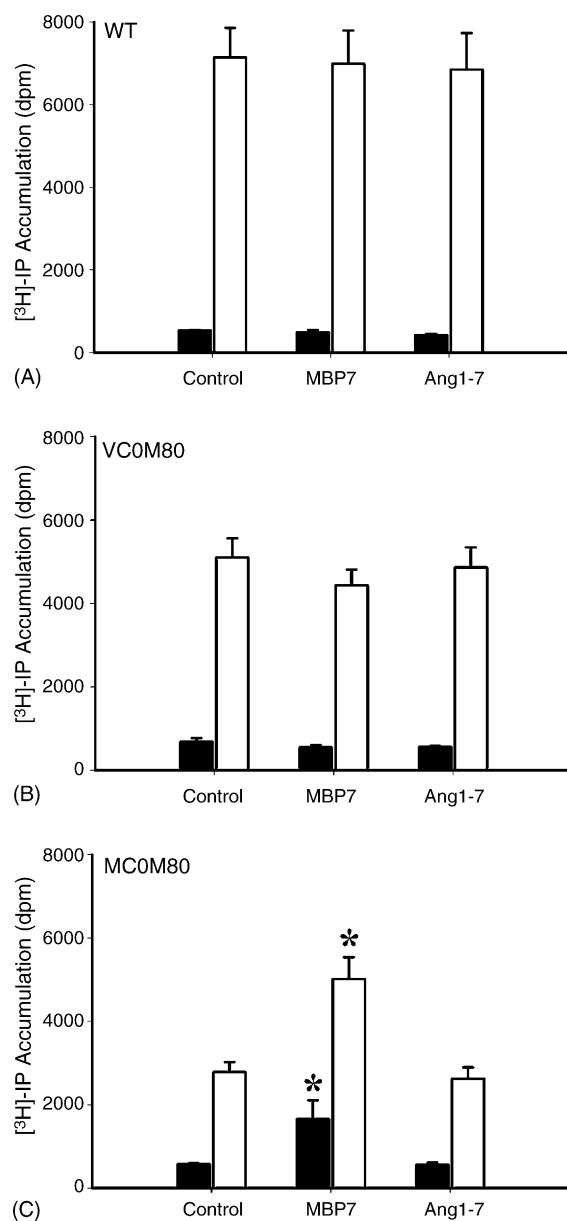 WT
[³H]-IP Accumulation (dpm)
8000
6000
4000
2000
0
Control MBP7 Ang1-7
(A)
VC0M80
[³H]-IP Accumulation (dpm)
8000
6000
4000
2000
0
Control MBP7 Ang1-7
(B)
MC0M80
[³H]-IP Accumulation (dpm)
8000
6000
4000
2000
0
*
*
Control MBP7 Ang1-7
(C)